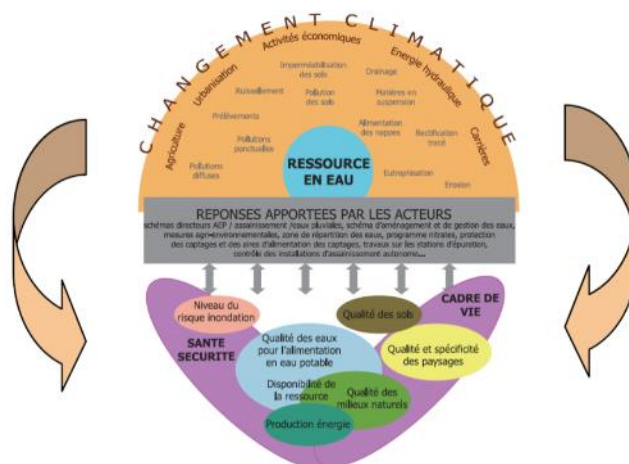 CHANGEMENT CLIMATIQUE
Activités économiques
Urbanisation
Energie hydraulique
Agriculture
Carrières
Imperméabilisation
des sols
Drainage
Ruissellement
Pollution
des sols
Matières en
suspension
Prélèvements
Alimentation
des nappes
Rectification
tracé
Pollutions
ponctuelles
Pollutions
diffuses
RESSOURCE
EN EAU
Eutrophisation
Erosion
REPONSES APPORTEES PAR LES ACTEURS
schémas directeurs AEP / assainissement /eaux pluviales, schéma d'aménagement et de gestion des eaux,
mesures agri-environnementales, zone de répartition des eaux, programme nitrates, protection
des captages et des aires d'alimentation des captages, travaux sur les stations d'épuration,
contrôle des installations d'assainissement autonome...
Niveau du
risque inondation
Qualité des sols
CADRE DE
VIE
SANTE
SECURITE
Qualité des eaux
pour l'alimentation
en eau potable
Qualité et spécificité
des paysages
Disponibilité de
la ressource
Qualité des
milieux naturels
Production énergie